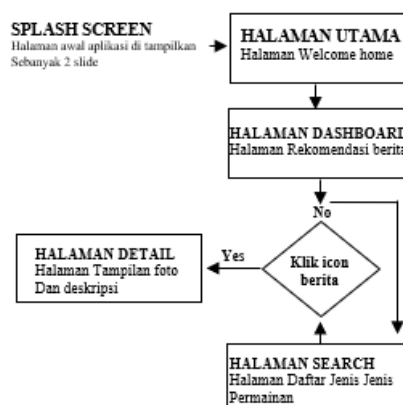 SPLASH SCREEN
Halaman awal aplikasi di tampilkan
Sebanyak 2 slide
HALAMAN UTAMA
Halaman Welcome home
HALAMAN DASHBOARD
Halaman Rekomendasi berita
No
Yes
Klik icon
berita
HALAMAN DETAIL
Halaman Tampilan foto
Dan deskripsi
HALAMAN SEARCH
Halaman Daftar Jenis Jenis
Permainan